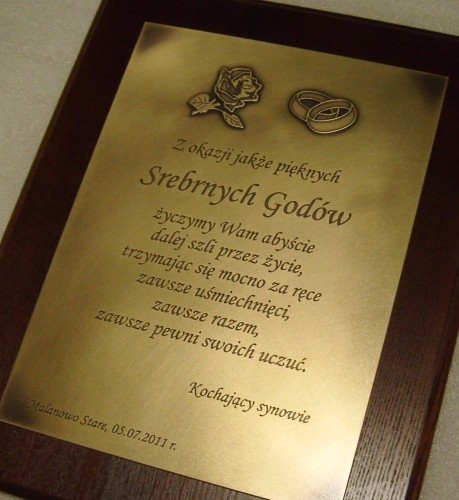 Z okazji jakże pięknych
Srebrnych Godów
życzymy Wam abyście
dalej szli przez życie,
trzymając się mocno za ręce
zawsze uśmiechnięci,
zawsze razem,
zawsze pewni swoich uczuć.
Kochający synowie
Malanowo Stare, 05.07.2011 r.